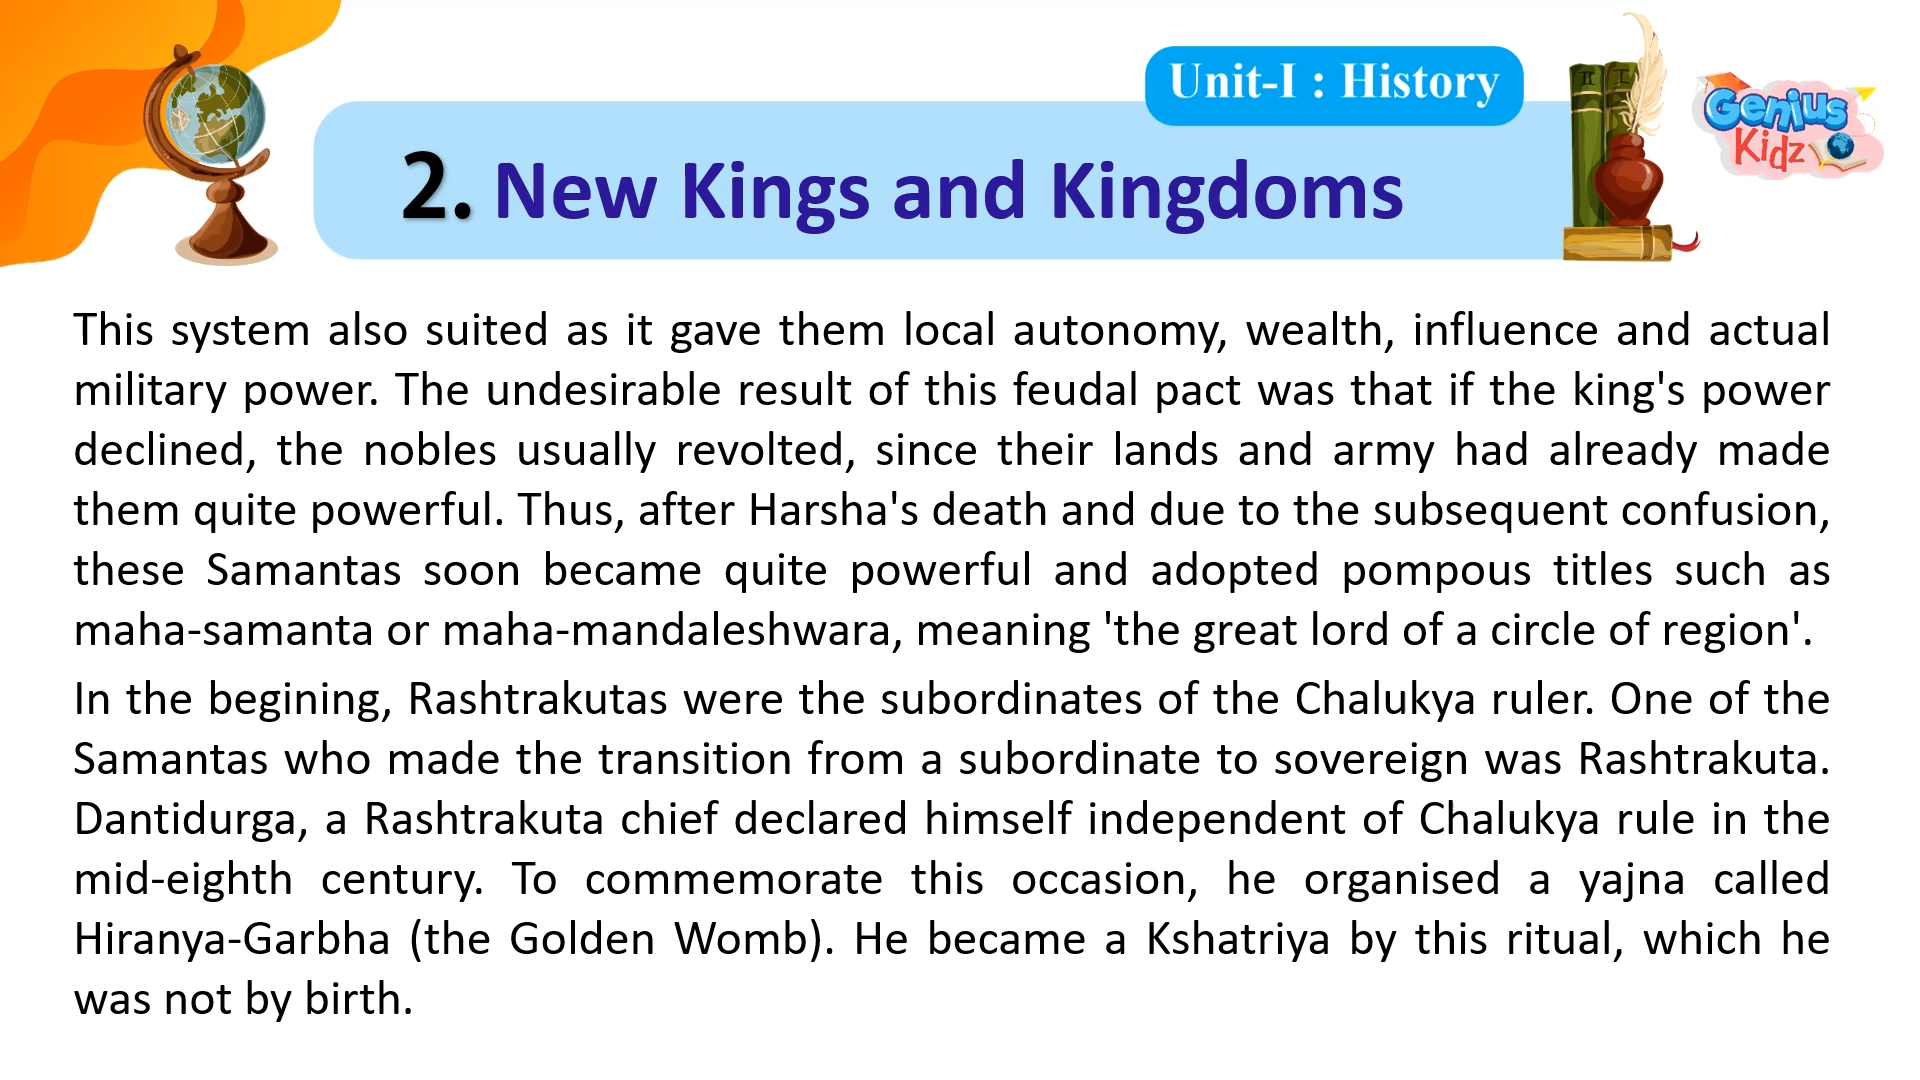 Unit-I : History
Genius
Kidz
2. New Kings and Kingdoms
This system also suited as it gave them local autonomy, wealth, influence and actual
military power. The undesirable result of this feudal pact was that if the king's power
declined, the nobles usually revolted, since their lands and army had already made
them quite powerful. Thus, after Harsha's death and due to the subsequent confusion,
these Samantas soon became quite powerful and adopted pompous titles such as
maha-samanta or maha-mandaleshwara, meaning 'the great lord of a circle of region'.
In the begining, Rashtrakutas were the subordinates of the Chalukya ruler. One of the
Samantas who made the transition from a subordinate to sovereign was Rashtrakuta.
Dantidurga, a Rashtrakuta chief declared himself independent of Chalukya rule in the
mid-eighth century. To commemorate this occasion, he organised a yajna called
Hiranya-Garbha (the Golden Womb). He became a Kshatriya by this ritual, which he
was not by birth.